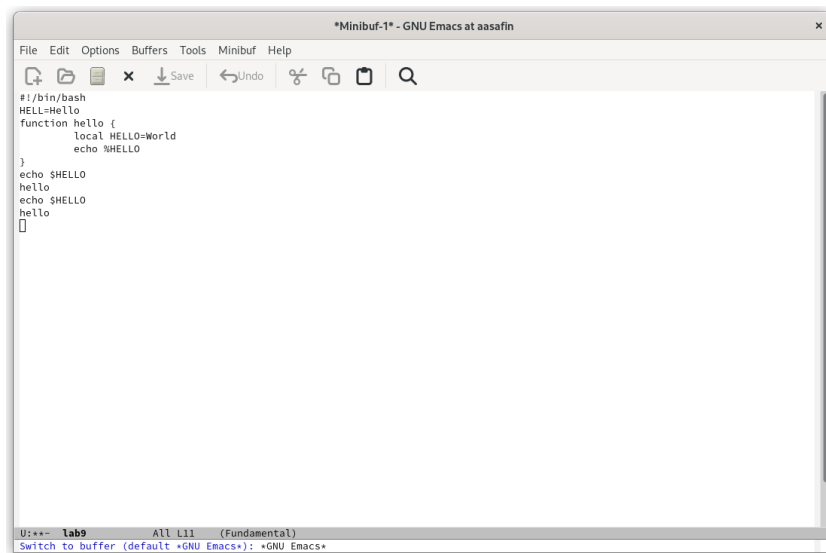 *Minibuf-1* - GNU Emacs at aasafin
File Edit Options Buffers Tools Minibuf Help
Save Undo
#!/bin/bash
HELL=Hello
function hello {
        local HELLO=World
        echo %HELLO
}
echo $HELLO
hello
echo $HELLO
hello
U:**-  lab9           All L11    (Fundamental)
Switch to buffer (default *GNU Emacs*): *GNU Emacs*